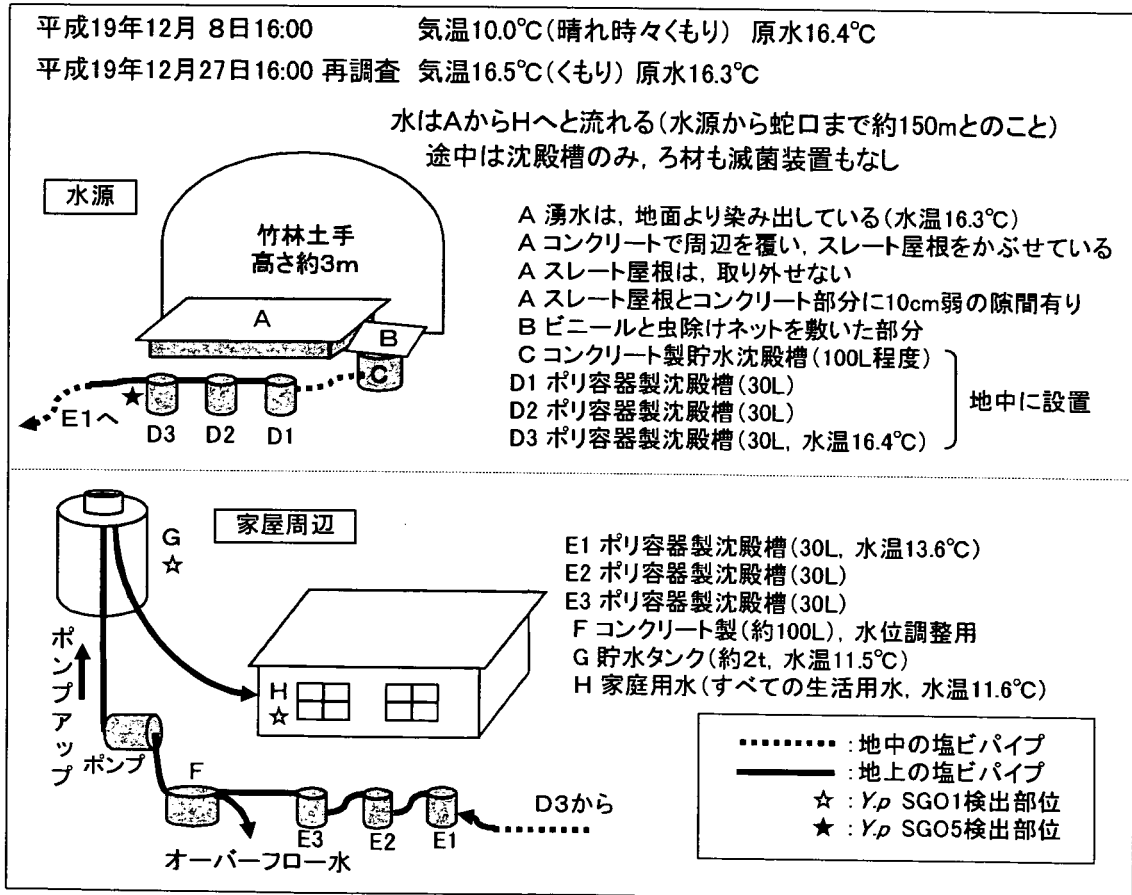 平成19年12月 8日16:00 気温10.0℃(晴れ時々くもり) 原水16.4℃
平成19年12月27日16:00 再調査 気温16.5℃(くもり) 原水16.3℃
水はAからHへと流れる(水源から蛇口まで約150mとのこと)
途中は沈殿槽のみ, ろ材も滅菌装置もなし
水源
竹林土手
高さ約3m
A
B
C
E1へ
D3
D2
D1
A 湧水は, 地面より染み出している(水温16.3℃)
A コンクリートで周辺を覆い, スレート屋根をかぶせている
A スレート屋根は, 取り外せない
A スレート屋根とコンクリート部分に10cm弱の隙間有り
B ビニールと虫除けネットを敷いた部分
C コンクリート製貯水沈殿槽(100L程度)
D1 ポリ容器製沈殿槽(30L)
D2 ポリ容器製沈殿槽(30L)
D3 ポリ容器製沈殿槽(30L, 水温16.4℃)
地中に設置
家屋周辺
G
☆
H
☆
ポンプアップ
ポンプ
F
E3
E2
E1
D3から
オーバーフロー水
E1 ポリ容器製沈殿槽(30L, 水温13.6℃)
E2 ポリ容器製沈殿槽(30L)
E3 ポリ容器製沈殿槽(30L)
F コンクリート製(約100L), 水位調整用
G 貯水タンク(約2t, 水温11.5℃)
H 家庭用水(すべての生活用水, 水温11.6℃)
:地中の塩ビパイプ
:地上の塩ビパイプ
☆ :Y.p SGO1検出部位
★ :Y.p SGO5検出部位